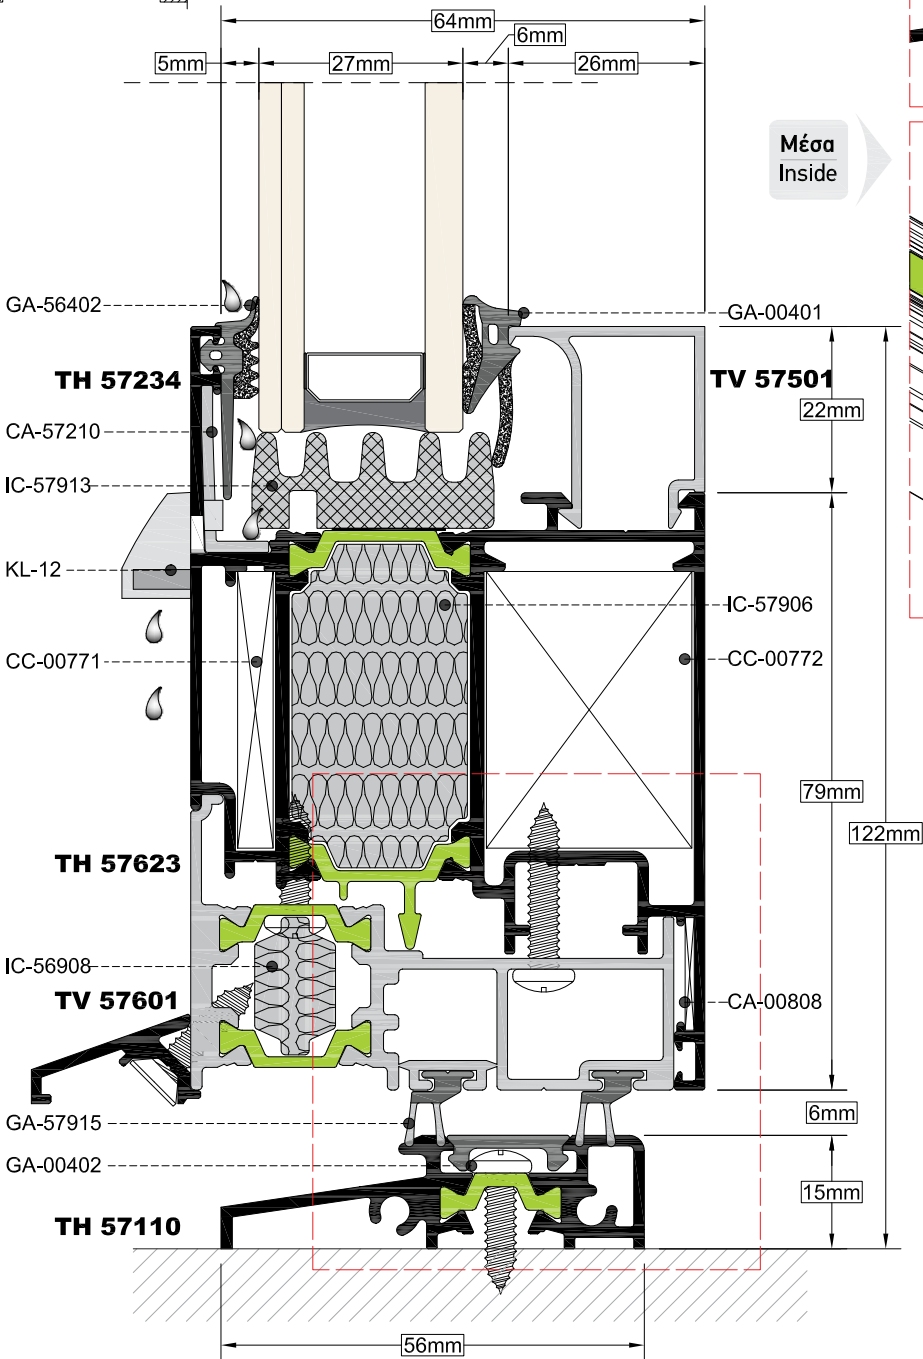 64mm
6mm
5mm
27mm
26mm
Μέσα
Inside
GA-56402
GA-00401
TH 57234
TV 57501
22mm
CA-57210
IC-57913
KL-12
IC-57906
CC-00771
CC-00772
79mm
122mm
TH 57623
IC-56908
TV 57601
CA-00808
GA-57915
6mm
GA-00402
15mm
TH 57110
56mm